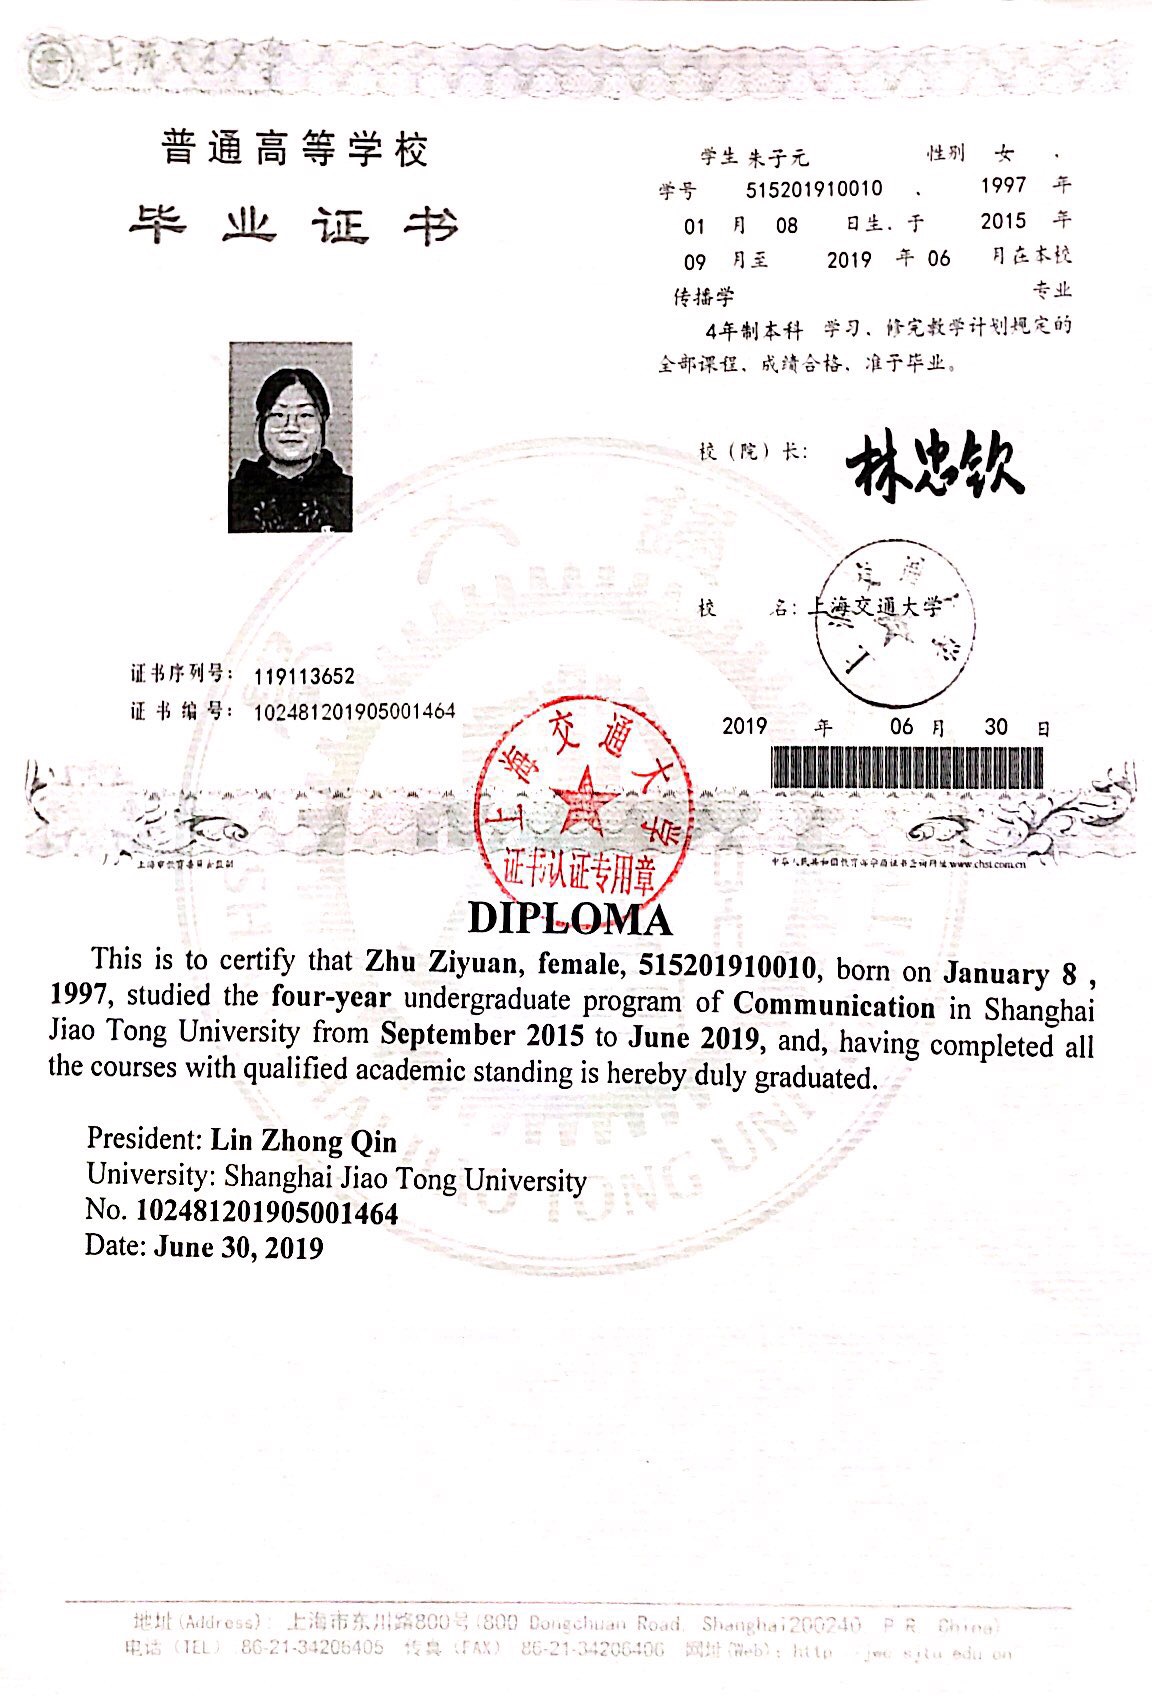 上海交通大学
普通高等学校
毕业证书
学生 朱子元 性别 女 ，
学号 515201910010 、 1997 年
01 月 08 日生，于 2015 年
09 月至 2019 年 06 月在本校
传播学 专业
4年制本科 学习，修完教学计划规定的
全部课程，成绩合格，准予毕业。
校（院）长： 林忠钦
校 名：上海交通大学
证书序列号： 119113652
证 书 编 号： 102481201905001464
2019 年 06 月 30 日
上海交通大学
证书认证专用章
上海市教育委员会监制
中华人民共和国教育部学历证书查询网址 www.chsi.com.cn
DIPLOMA
This is to certify that Zhu Ziyuan, female, 515201910010, born on January 8 ,
1997, studied the four-year undergraduate program of Communication in Shanghai
Jiao Tong University from September 2015 to June 2019, and, having completed all
the courses with qualified academic standing is hereby duly graduated.
President: Lin Zhong Qin
University: Shanghai Jiao Tong University
No. 102481201905001464
Date: June 30, 2019
地址(Address): 上海市东川路800号(800 Dongchuan Road, Shanghai200240, P.R. China)
电话 (TEL) 86-21-34206405 传真 (FAX) 86-21-34206406 网址(Web): http jwc.sjtu.edu.cn